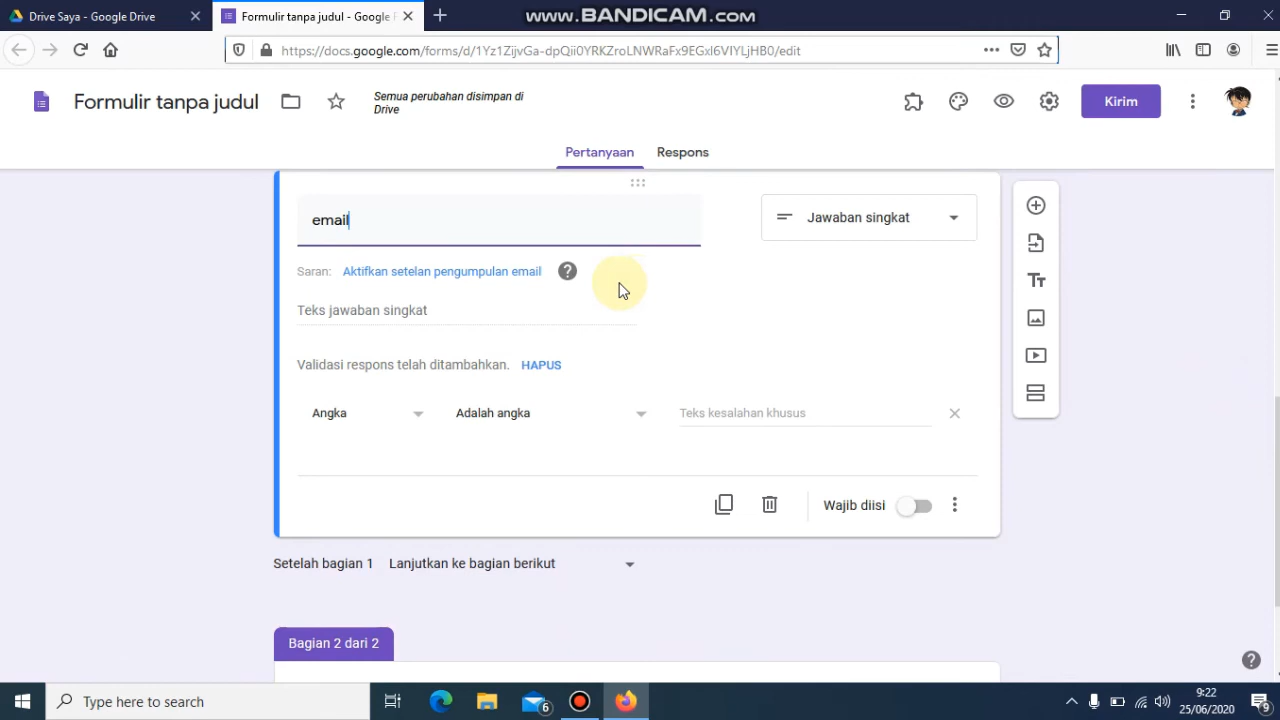 Drive Saya - Google Drive
Formulir tanpa judul - Google F
www.BANDICAM.com
https://docs.google.com/forms/d/1Yz1ZijvGa-dpQii0YRKZroLNWRaFx9EGxl6VIYLjHB0/edit
Formulir tanpa judul
Semua perubahan disimpan di
Drive
Kirim
Pertanyaan
Respons
email
Jawaban singkat
Saran: Aktifkan setelan pengumpulan email
Teks jawaban singkat
Validasi respons telah ditambahkan. HAPUS
Angka
Adalah angka
Teks kesalahan khusus
Wajib diisi
Setelah bagian 1 Lanjutkan ke bagian berikut
Bagian 2 dari 2
Type here to search
6
9:22
25/06/2020
9